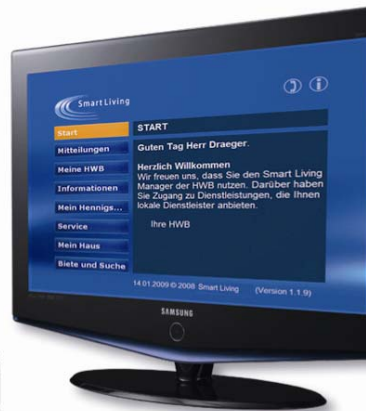 Smart Living
Start
Mitteilungen
Meine HWB
Informationen
Mein Hennigs...
Service
Mein Haus
Biete und Suche
START
Guten Tag Herr Draeger.
Herzlich Willkommen
Wir freuen uns, dass Sie den Smart Living
Manager der HWB nutzen. Darüber haben
Sie Zugang zu Dienstleistungen, die Ihnen
lokale Dienstleister anbieten.
Ihre HWB
14.01.2009 © 2008 Smart Living (Version 1.1.9)
SAMSUNG